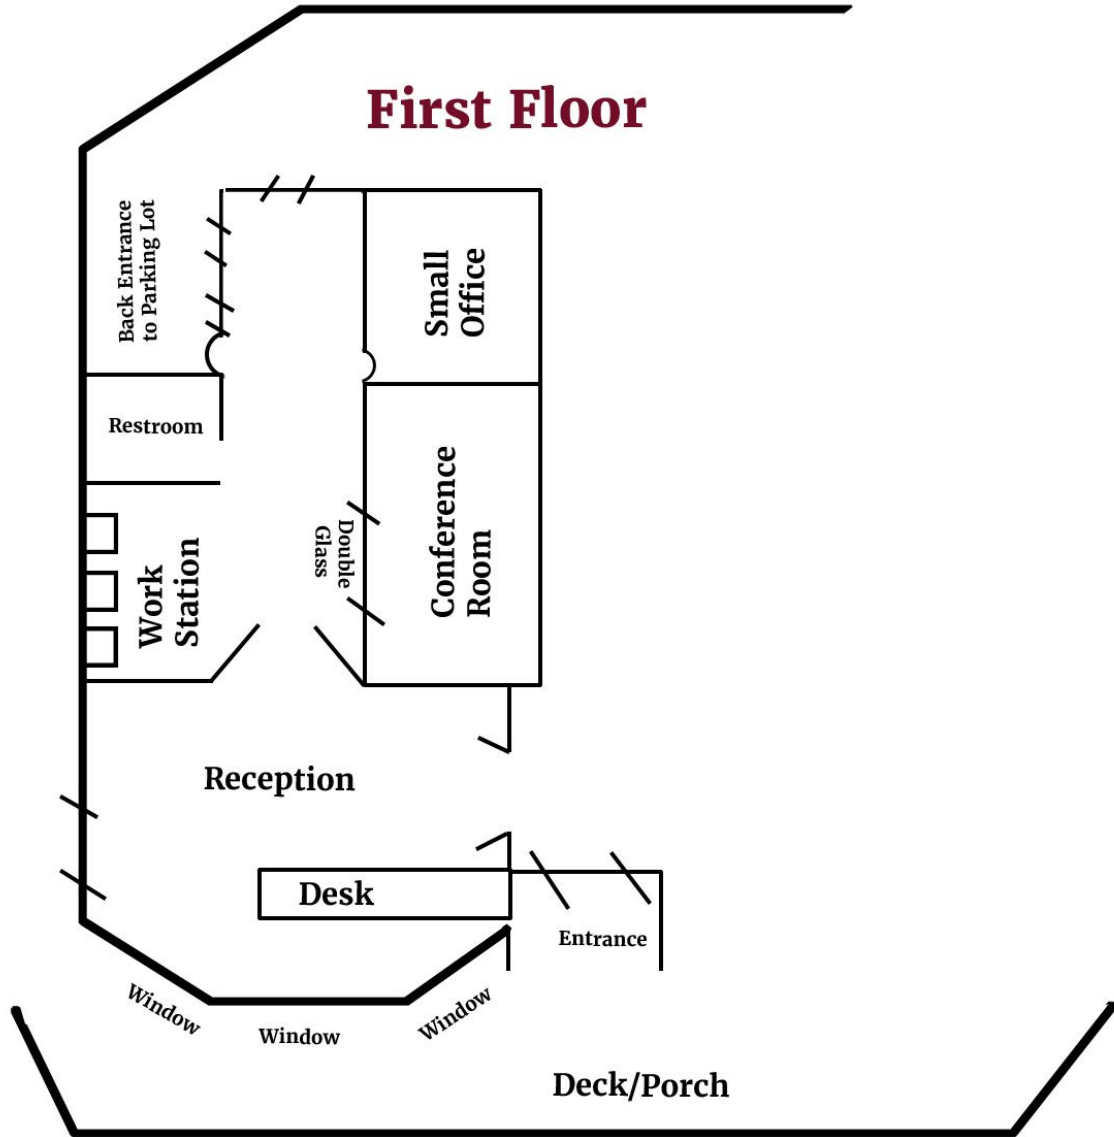 First Floor
Back Entrance
to Parking Lot
Small
Office
Restroom
Conference
Room
Double
Glass
Work
Station
Reception
Desk
Entrance
Window
Window
Window
Deck/Porch